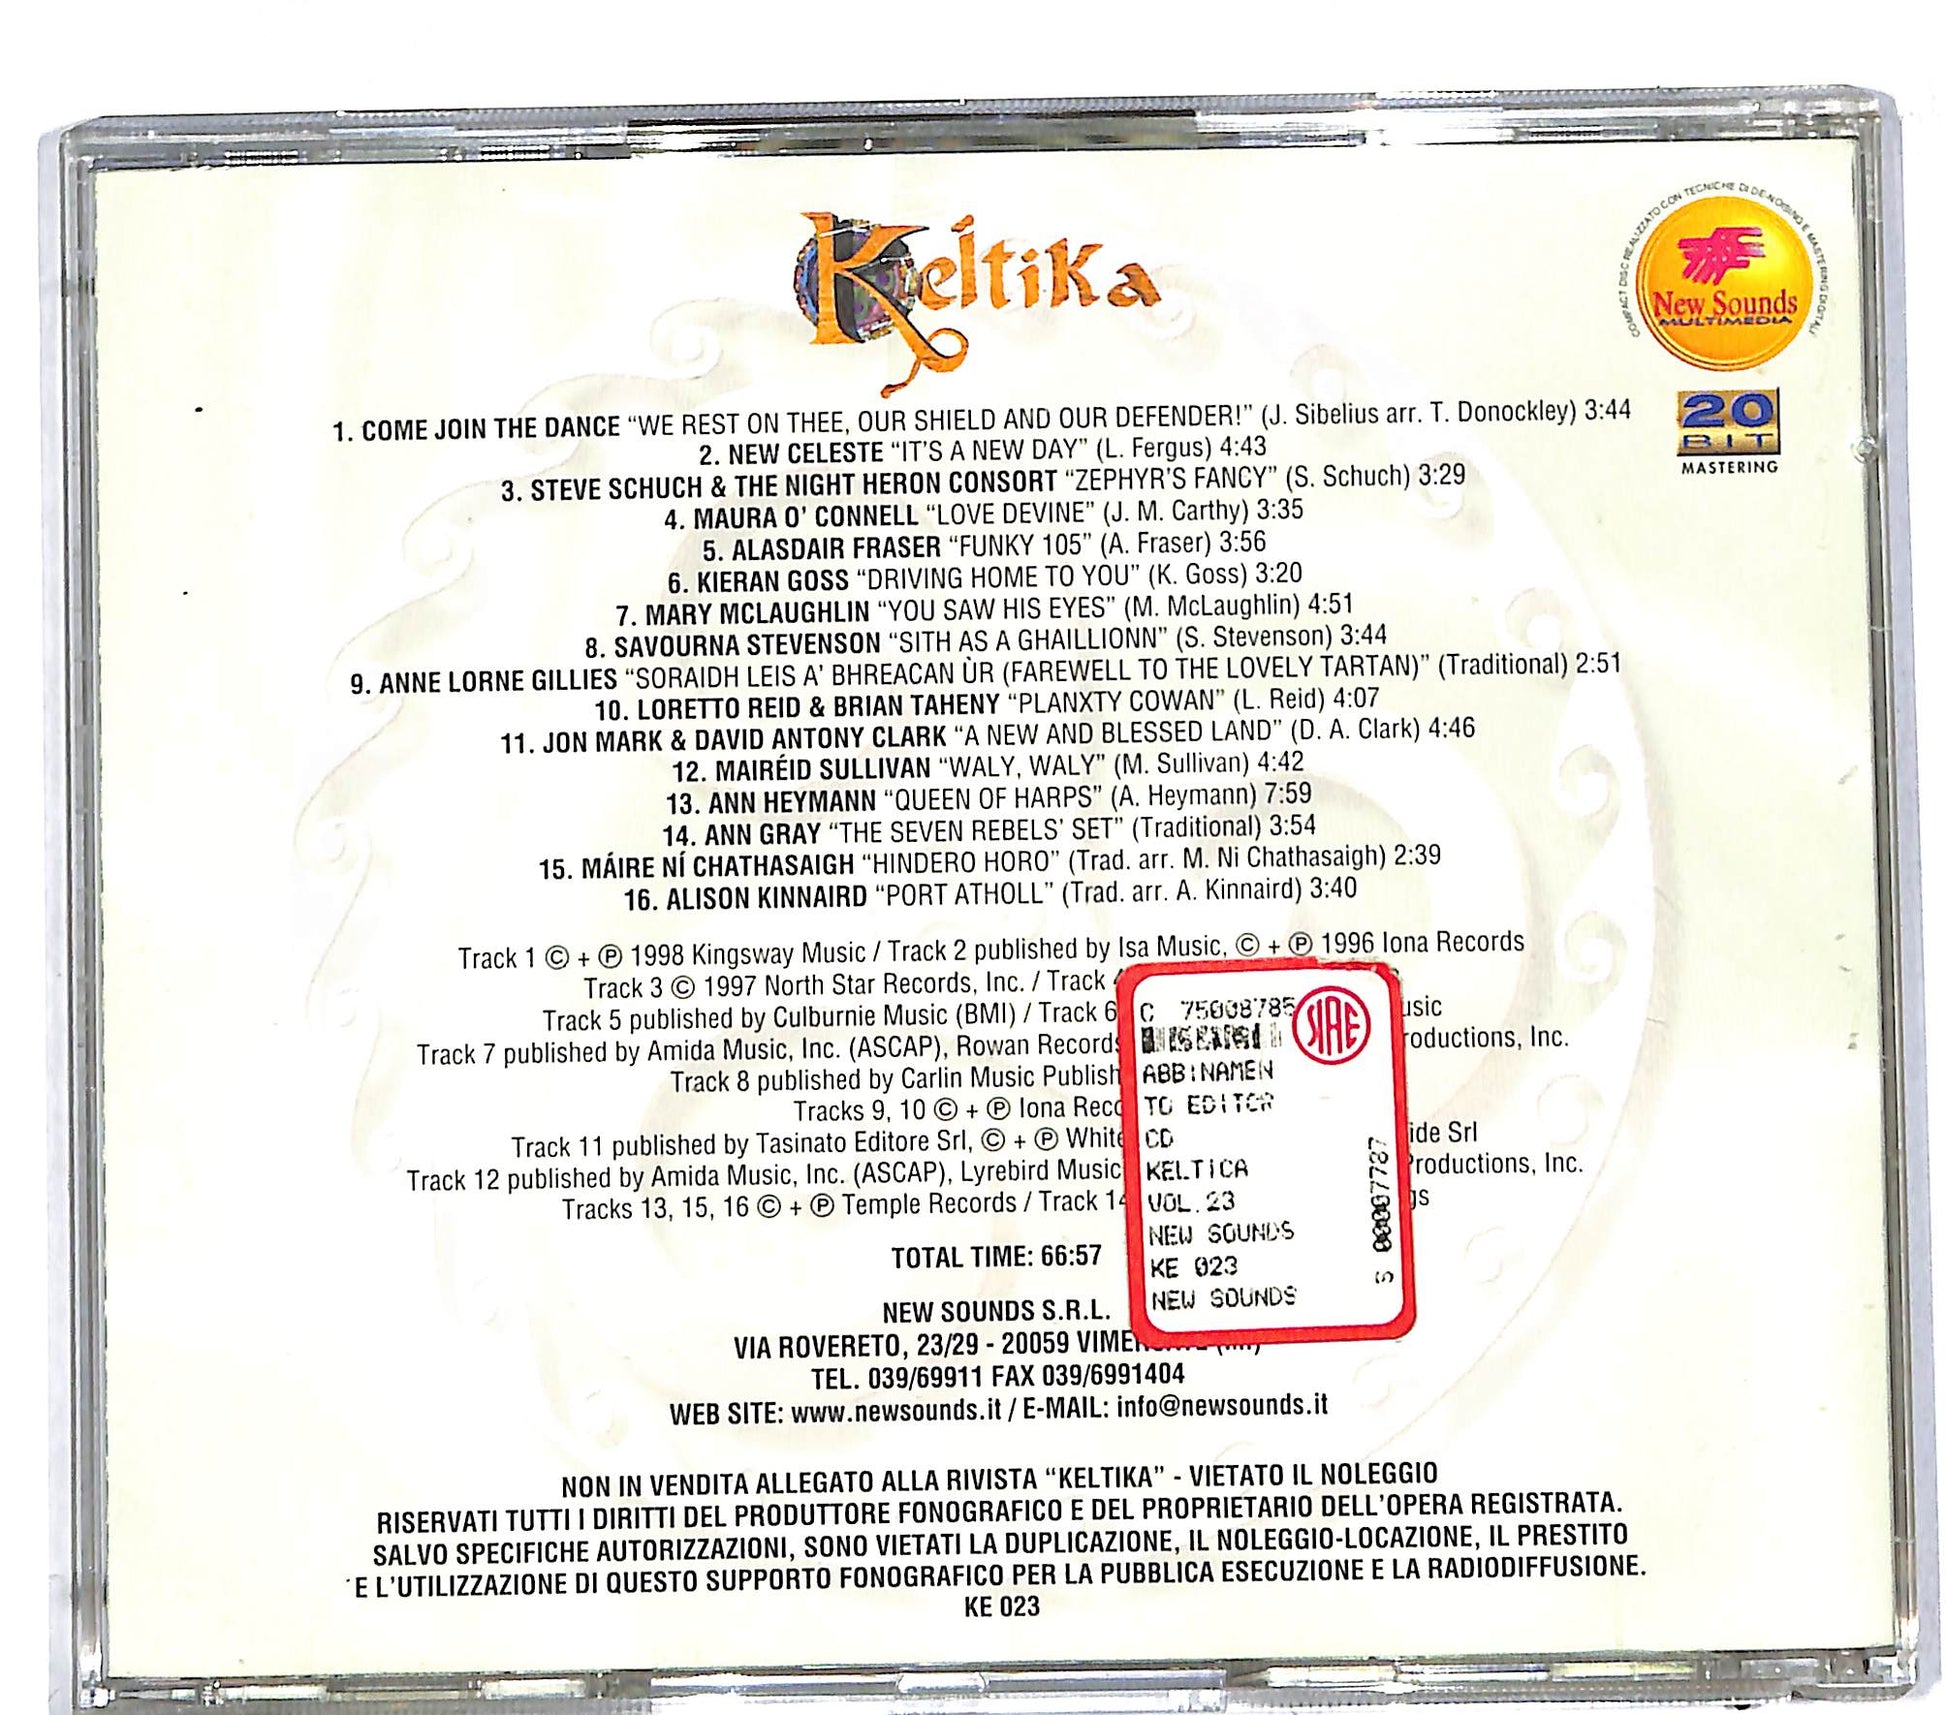 Keltika
COMPACT DISC REALIZZATO CON TECNICHE DI DE-NOISING E MASTERING DIGITALI
New Sounds
MULTIMEDIA
20
BIT
MASTERING
1. COME JOIN THE DANCE “WE REST ON THEE, OUR SHIELD AND OUR DEFENDER!” (J. Sibelius arr. T. Donockley) 3:44
2. NEW CELESTE “IT'S A NEW DAY” (L. Fergus) 4:43
3. STEVE SCHUCH & THE NIGHT HERON CONSORT “ZEPHYR'S FANCY” (S. Schuch) 3:29
4. MAURA O' CONNELL “LOVE DEVINE” (J. M. Carthy) 3:35
5. ALASDAIR FRASER “FUNKY 105” (A. Fraser) 3:56
6. KIERAN GOSS “DRIVING HOME TO YOU” (K. Goss) 3:20
7. MARY MCLAUGHLIN “YOU SAW HIS EYES” (M. McLaughlin) 4:51
8. SAVOURNA STEVENSON “SITH AS A GHAILLIONN” (S. Stevenson) 3:44
9. ANNE LORNE GILLIES “SORAIDH LEIS A' BHREACAN ÙR (FAREWELL TO THE LOVELY TARTAN)” (Traditional) 2:51
10. LORETTO REID & BRIAN TAHENY “PLANXTY COWAN” (L. Reid) 4:07
11. JON MARK & DAVID ANTONY CLARK “A NEW AND BLESSED LAND” (D. A. Clark) 4:46
12. MAIRÉID SULLIVAN “WALY, WALY” (M. Sullivan) 4:42
13. ANN HEYMANN “QUEEN OF HARPS” (A. Heymann) 7:59
14. ANN GRAY “THE SEVEN REBELS' SET” (Traditional) 3:54
15. MÁIRE NÍ CHATHASAIGH “HINDERO HORO” (Trad. arr. M. Ni Chathasaigh) 2:39
16. ALISON KINNAIRD “PORT ATHOLL” (Trad. arr. A. Kinnaird) 3:40
Track 1 © + ℗ 1998 Kingsway Music / Track 2 published by Isa Music, © + ℗ 1996 Iona Records
Track 3 © 1997 North Star Records, Inc. / Track
Track 5 published by Culburnie Music (BMI) / Track 6
Track 7 published by Amida Music, Inc. (ASCAP), Rowan Records roductions, Inc.
Track 8 published by Carlin Music Publish
Tracks 9, 10 © + ℗ Iona Reco
Track 11 published by Tasinato Editore Srl, © + ℗ White ide Srl
Track 12 published by Amida Music, Inc. (ASCAP), Lyrebird Music Productions, Inc.
Tracks 13, 15, 16 © + ℗ Temple Records / Track 14 gs
C 75008785
SIAE
ABBINAMEN
TO EDITOR
CD
KELTICA
VOL. 23
NEW SOUNDS
KE 023
NEW SOUNDS
TOTAL TIME: 66:57
NEW SOUNDS S.R.L.
VIA ROVERETO, 23/29 - 20059
TEL. 039/69911 FAX 039/6991404
WEB SITE: www.newsounds.it / E-MAIL: info@newsounds.it
NON IN VENDITA ALLEGATO ALLA RIVISTA “KELTIKA” - VIETATO IL NOLEGGIO
RISERVATI TUTTI I DIRITTI DEL PRODUTTORE FONOGRAFICO E DEL PROPRIETARIO DELL'OPERA REGISTRATA.
SALVO SPECIFICHE AUTORIZZAZIONI, SONO VIETATI LA DUPLICAZIONE, IL NOLEGGIO-LOCAZIONE, IL PRESTITO
E L'UTILIZZAZIONE DI QUESTO SUPPORTO FONOGRAFICO PER LA PUBBLICA ESECUZIONE E LA RADIODIFFUSIONE.
KE 023